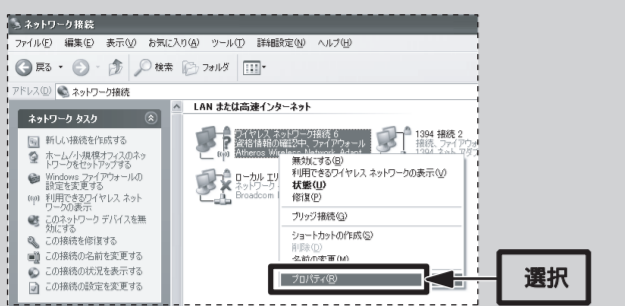 ネットワーク接続
ファイル(F) 編集(E) 表示(V) お気に入り(A) ツール(T) 詳細設定(N) ヘルプ(H)
戻る 検索 フォルダ
アドレス(D) ネットワーク接続
ネットワーク タスク
新しい接続を作成する
ホーム/小規模オフィスのネッ
トワークをセットアップする
Windows ファイアウォールの
設定を変更する
利用できるワイヤレス ネット
ワークの表示
このネットワーク デバイスを無
効にする
この接続を修復する
この接続の名前を変更する
この接続の状況を表示する
この接続の設定を変更する
LAN または高速インターネット
ワイヤレス ネットワーク接続 6
資格情報の確認中、ファイアウォール
Atheros Wireless Network Adapt
1394 接続 2
接続、ファイアウォ
1394 ネット アダプ
ローカル エリ
ネットワーク
Broadcom
無効にする(B)
利用できるワイヤレス ネットワークの表示(V)
状態(U)
修復(P)
ブリッジ接続(G)
ショートカットの作成(S)
削除(D)
名前の変更(M)
プロパティ(R)
選択